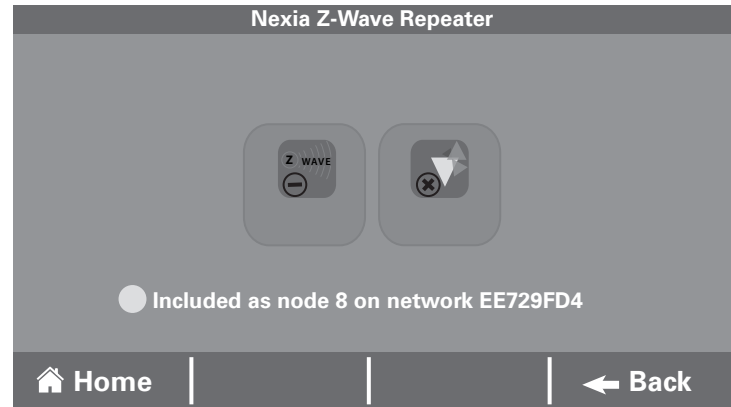 Nexia Z-Wave Repeater
Z WAVE
Included as node 8 on network EE729FD4
Home
Back